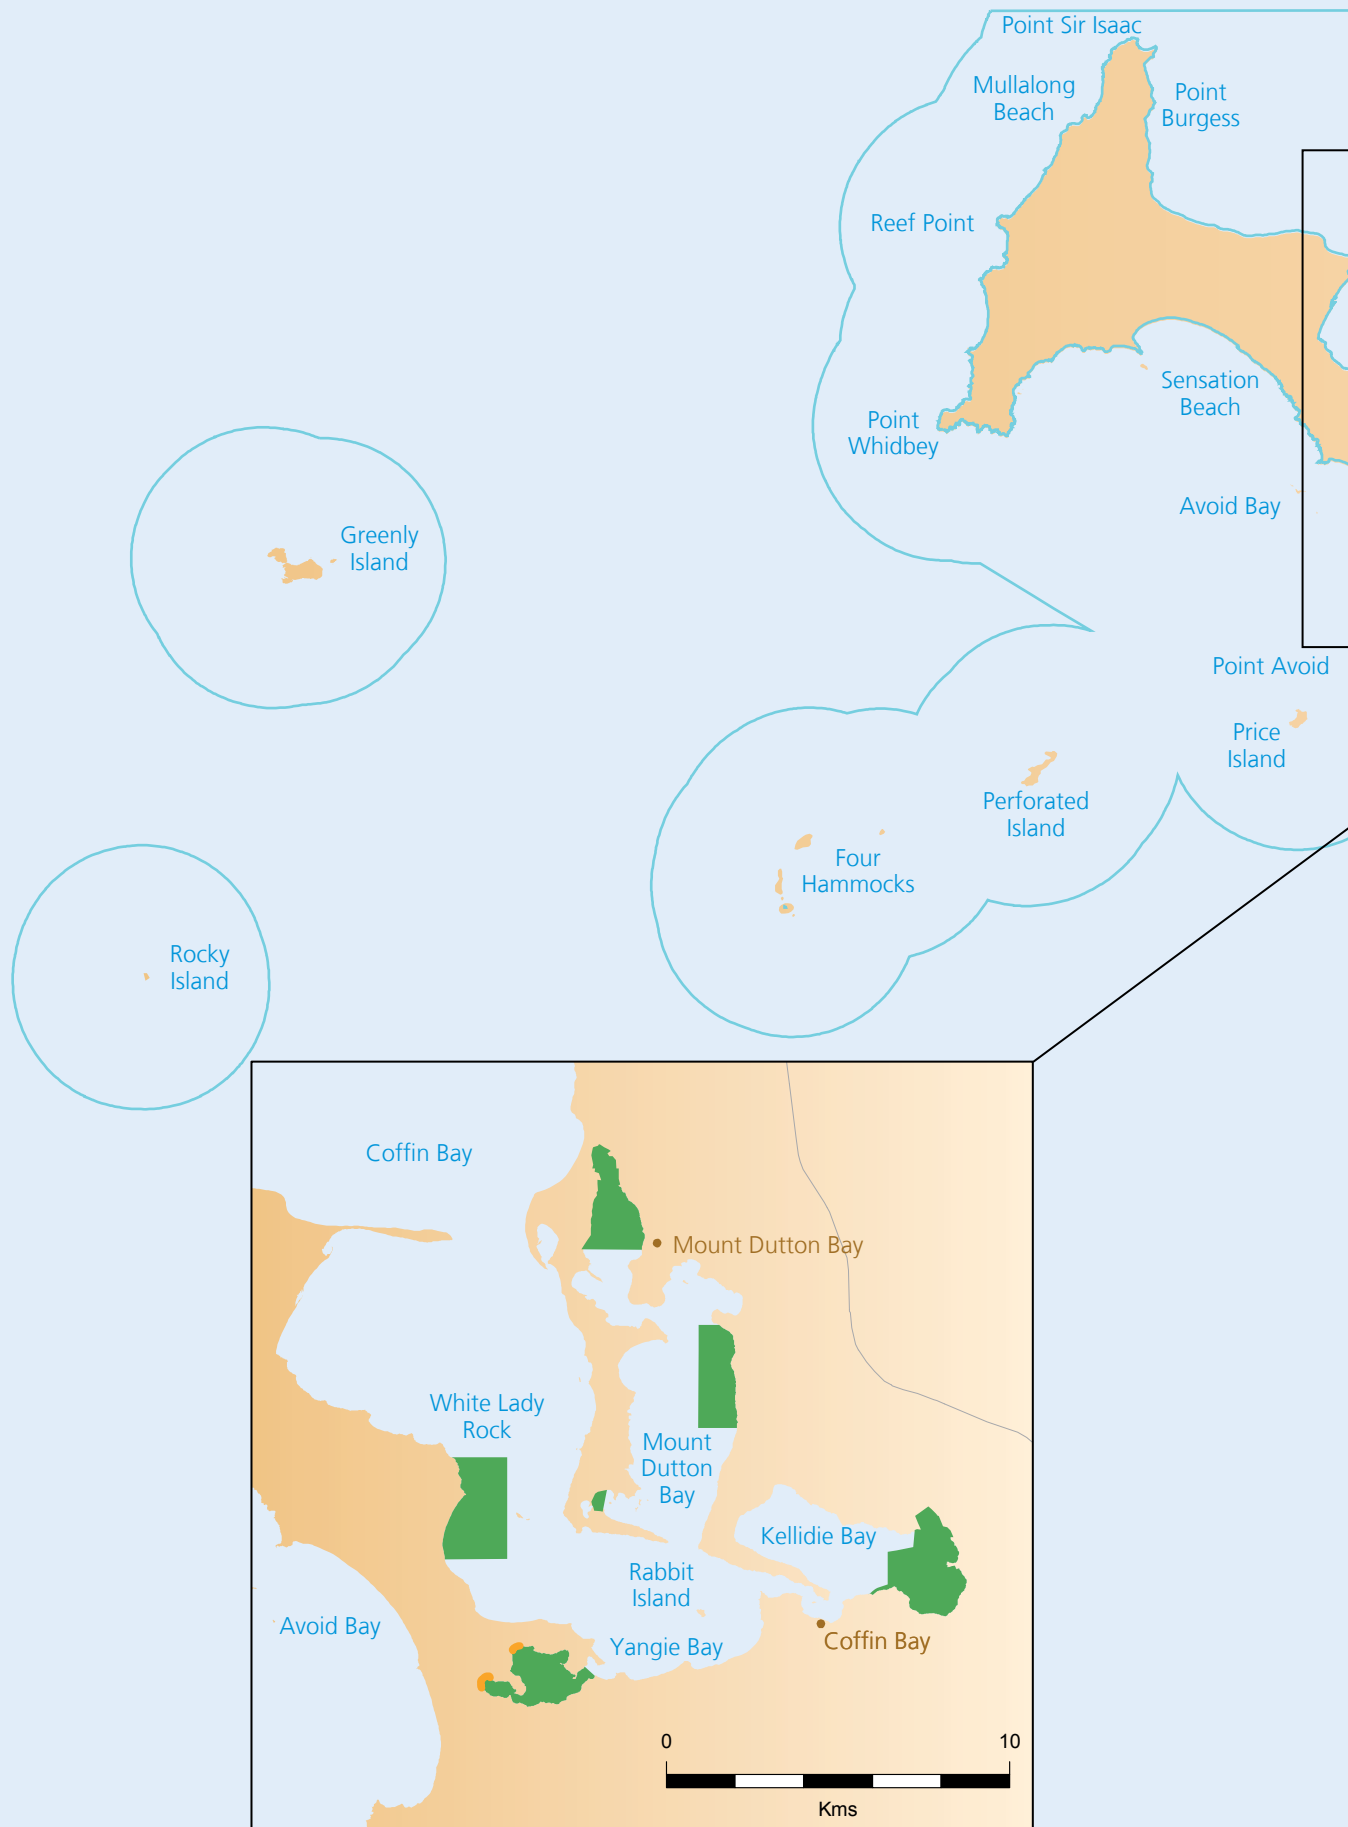 Point Sir Isaac
Mullalong
Beach
Point
Burgess
Reef Point
Sensation
Beach
Point
Whidbey
Avoid Bay
Greenly
Island
Point Avoid
Price
Island
Perforated
Island
Four
Hammocks
Rocky
Island
Coffin Bay
Mount Dutton Bay
White Lady
Rock
Mount
Dutton
Bay
Kellidie Bay
Rabbit
Island
Avoid Bay
Yangie Bay
Coffin Bay
0 10
Kms